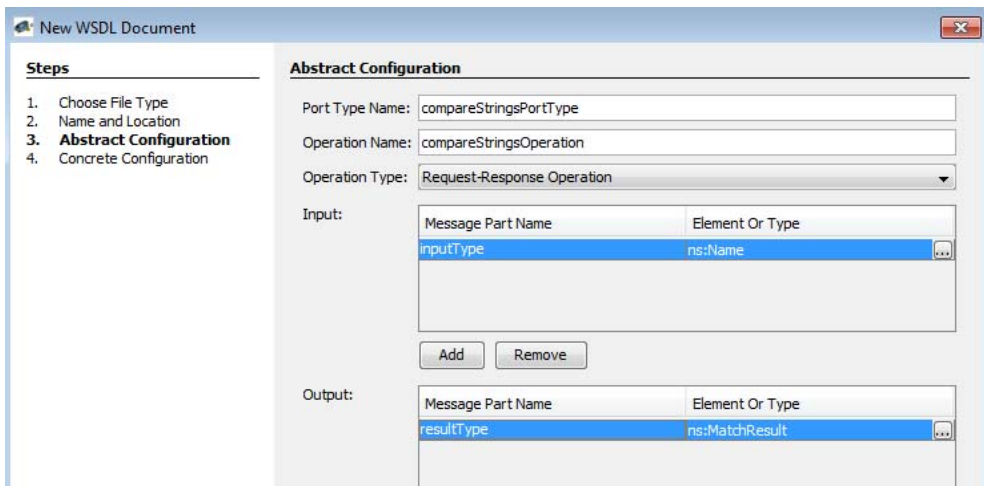 New WSDL Document
Steps
1. Choose File Type
2. Name and Location
3. Abstract Configuration
4. Concrete Configuration
Abstract Configuration
Port Type Name: compareStringsPortType
Operation Name: compareStringsOperation
Operation Type: Request-Response Operation
Input:
Message Part Name Element Or Type
inputType ns:Name ...
Add Remove
Output:
Message Part Name Element Or Type
resultType ns:MatchResult ...